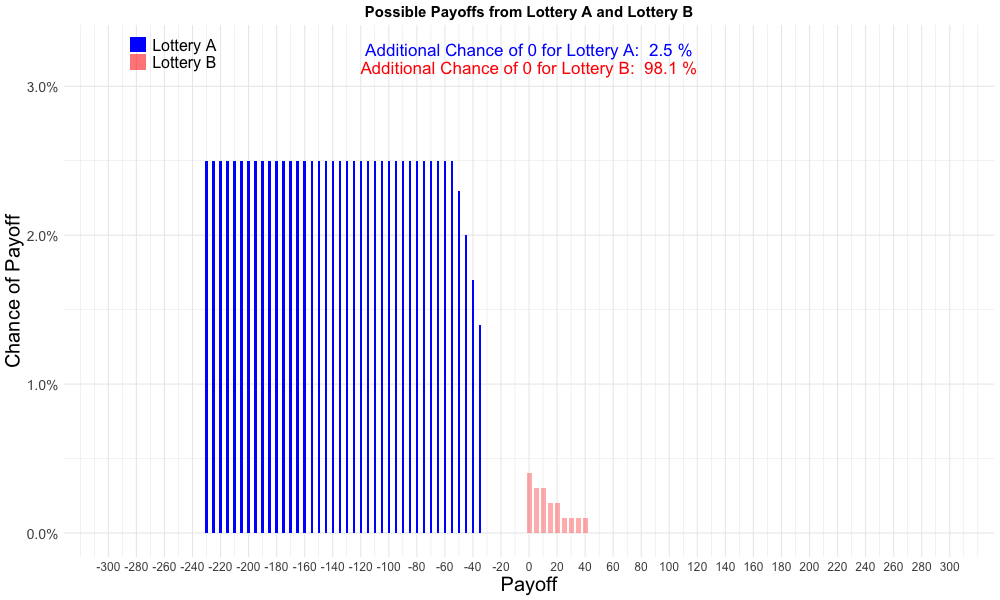 Possible Payoffs from Lottery A and Lottery B
Lottery A
Lottery B
Additional Chance of 0 for Lottery A: 2.5 %
Additional Chance of 0 for Lottery B: 98.1 %
Chance of Payoff
3.0%
2.0%
1.0%
0.0%
-300 -280 -260 -240 -220 -200 -180 -160 -140 -120 -100 -80 -60 -40 -20 0 20 40 60 80 100 120 140 160 180 200 220 240 260 280 300
Payoff